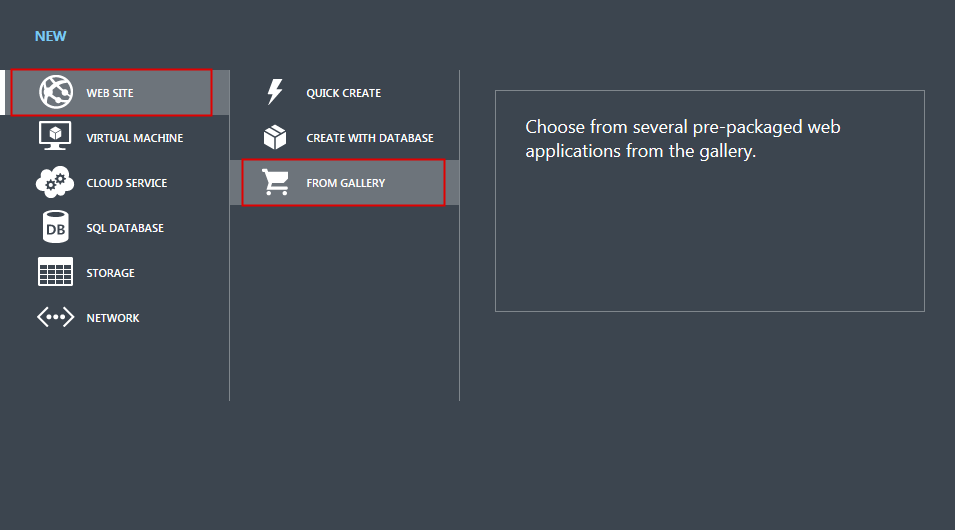 NEW
WEB SITE
VIRTUAL MACHINE
CLOUD SERVICE
DB
SQL DATABASE
STORAGE
NETWORK
QUICK CREATE
CREATE WITH DATABASE
FROM GALLERY
Choose from several pre-packaged web
applications from the gallery.